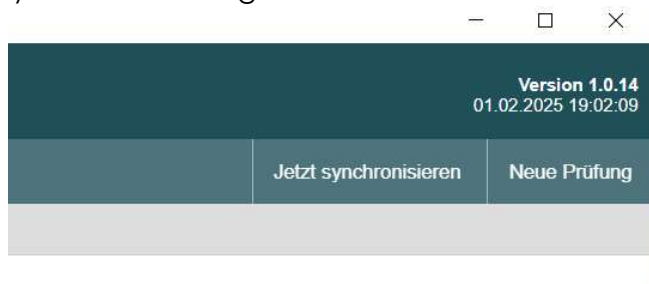 Version 1.0.14
01.02.2025 19:02:09
Jetzt synchronisieren
Neue Prüfung